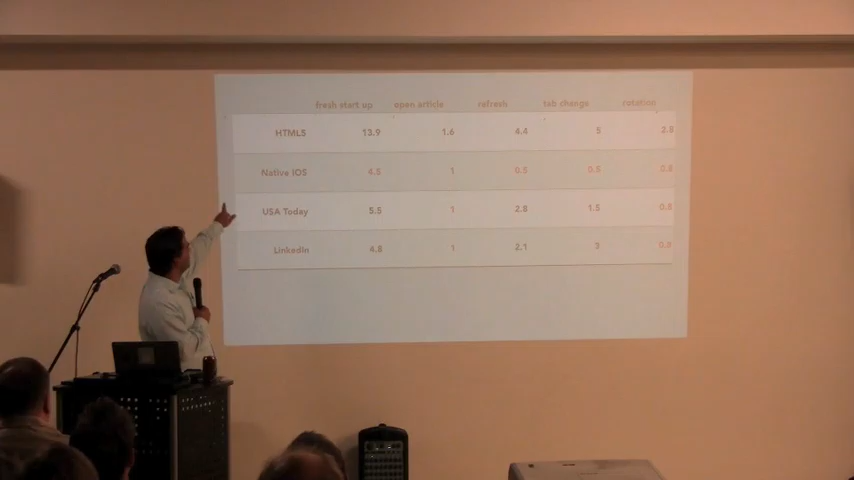 fresh start up open article refresh tab change rotation
HTML5 13.9 1.6 4.4 5 2.8
Native iOS 4.5 1 0.5 0.5 0.8
USA Today 5.5 1 2.8 1.5 0.8
LinkedIn 4.8 1 2.1 3